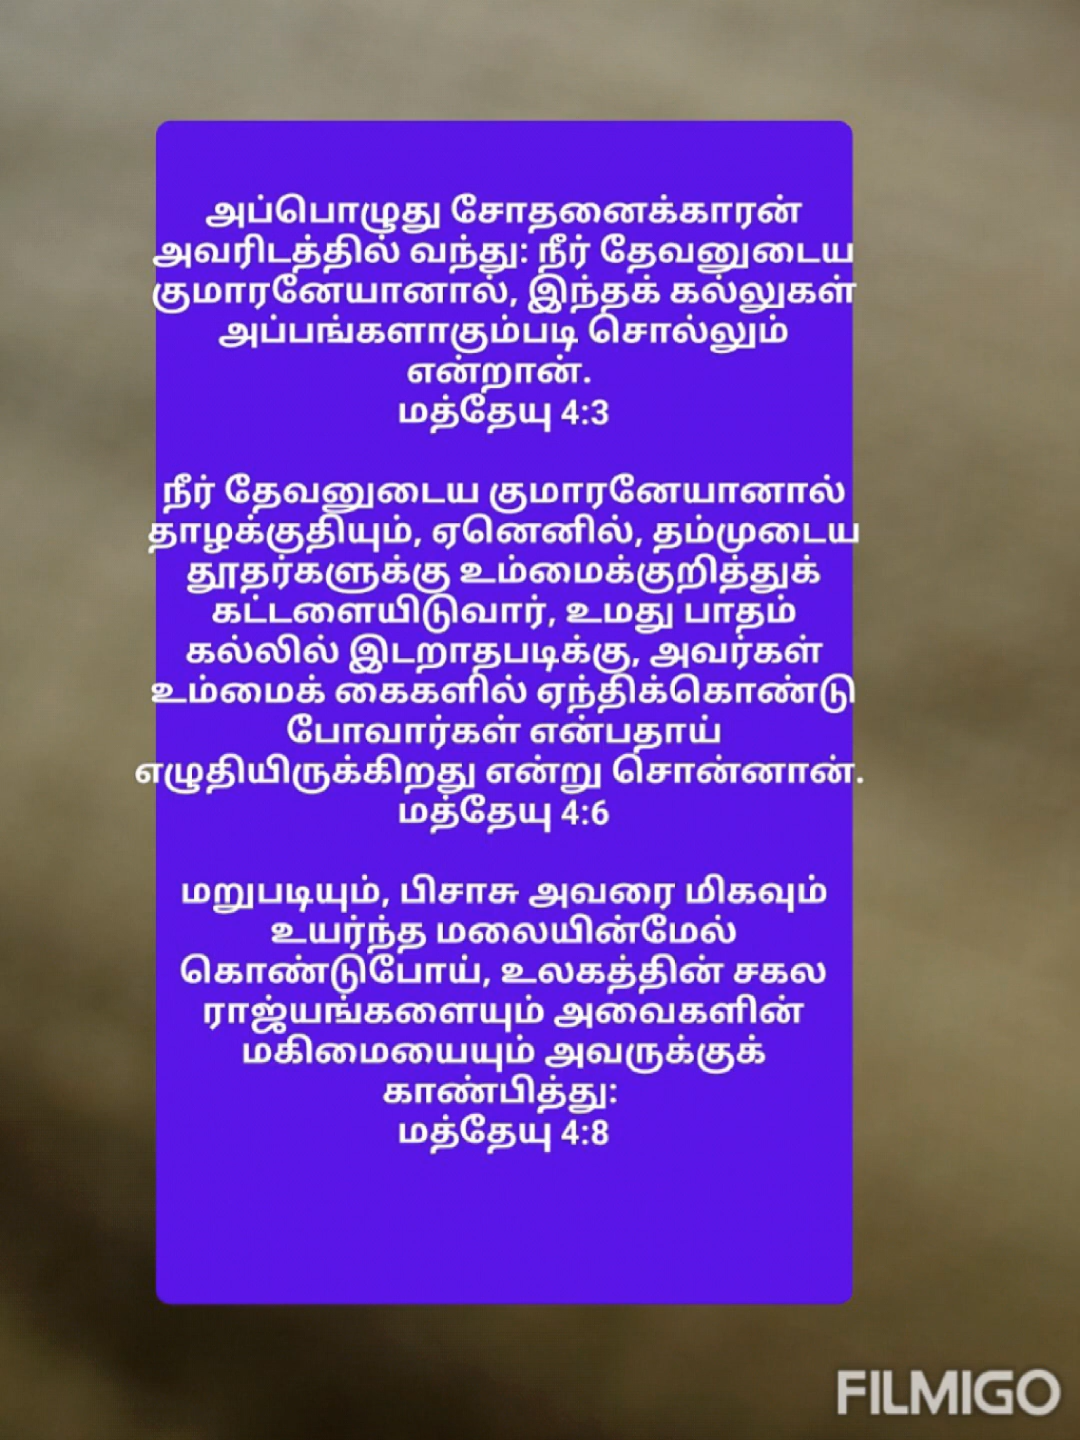 அப்பொழுது சோதனைக்காரன்
அவரிடத்தில் வந்து: நீர் தேவனுடைய
குமாரனேயானால், இந்தக் கல்லுகள்
அப்பங்களாகும்படி சொல்லும்
என்றான்.
மத்தேயு 4:3
நீர் தேவனுடைய குமாரனேயானால்
தாழக்குதியும், ஏனெனில், தம்முடைய
தூதர்களுக்கு உம்மைக்குறித்துக்
கட்டளையிடுவார், உமது பாதம்
கல்லில் இடறாதபடிக்கு, அவர்கள்
உம்மைக் கைகளில் ஏந்திக்கொண்டு
போவார்கள் என்பதாய்
எழுதியிருக்கிறது என்று சொன்னான்.
மத்தேயு 4:6
மறுபடியும், பிசாசு அவரை மிகவும்
உயர்ந்த மலையின்மேல்
கொண்டுபோய், உலகத்தின் சகல
ராஜ்யங்களையும் அவைகளின்
மகிமையையும் அவருக்குக்
காண்பித்து:
மத்தேயு 4:8
FILMIGO